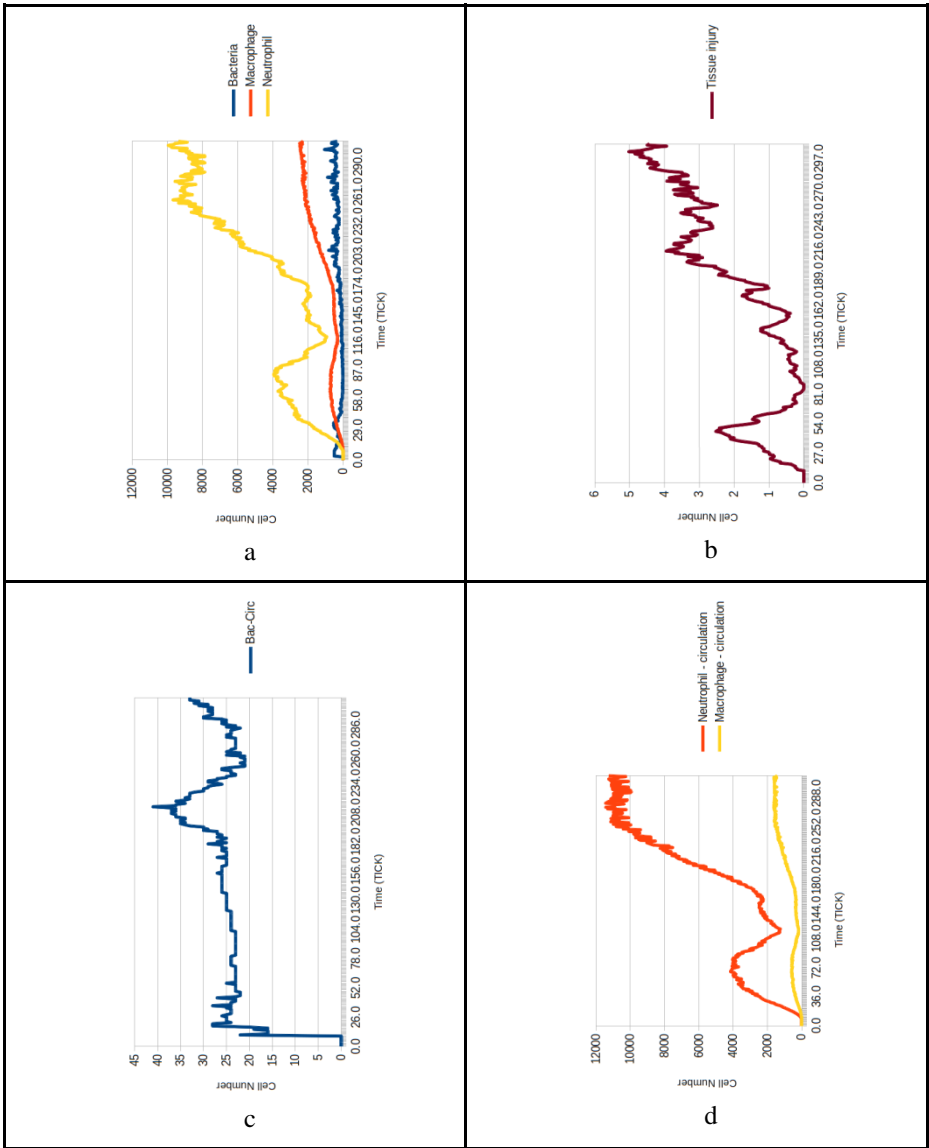 Bacteria
Macrophage
Neutrophil
12000
10000
8000
6000
4000
2000
0
Cell Number
0.0 29.0 58.0 87.0 116.0 145.0 174.0 203.0 232.0 261.0 290.0
Time (TICK)
a
Tissue injury
6
5
4
3
2
1
0
Cell Number
0.0 27.0 54.0 81.0 108.0 135.0 162.0 189.0 216.0 243.0 270.0 297.0
Time (TICK)
b
Bac-Circ
45
40
35
30
25
20
15
10
5
0
Cell Number
0.0 26.0 52.0 78.0 104.0 130.0 156.0 182.0 208.0 234.0 260.0 286.0
Time (TICK)
c
Neutrophil - circulation
Macrophage - circulation
12000
10000
8000
6000
4000
2000
0
Cell Number
0.0 36.0 72.0 108.0 144.0 180.0 216.0 252.0 288.0
Time (TICK)
d